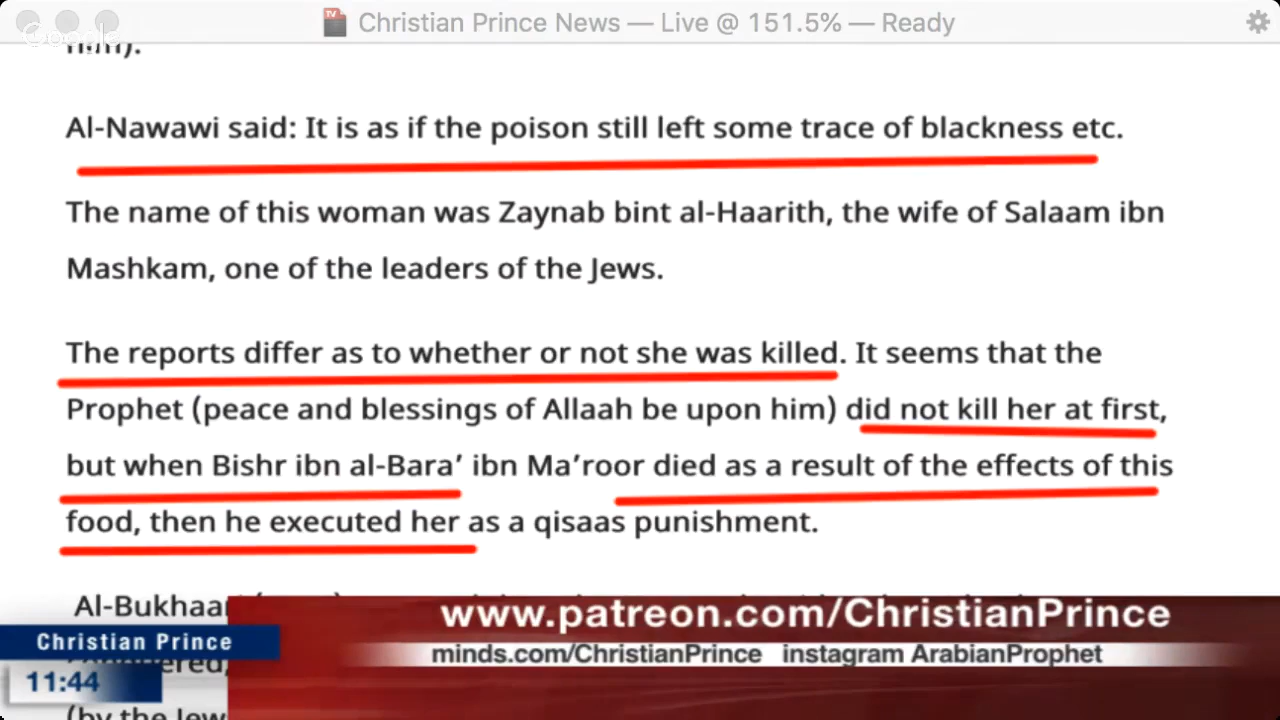 Christian Prince News — Live @ 151.5% — Ready
Google
him).
Al-Nawawi said: It is as if the poison still left some trace of blackness etc.
The name of this woman was Zaynab bint al-Haarith, the wife of Salaam ibn
Mashkam, one of the leaders of the Jews.
The reports differ as to whether or not she was killed. It seems that the
Prophet (peace and blessings of Allaah be upon him) did not kill her at first,
but when Bishr ibn al-Bara’ ibn Ma’roor died as a result of the effects of this
food, then he executed her as a qisaas punishment.
(by the Jew
www.patreon.com/ChristianPrince
Christian Prince
minds.com/ChristianPrince instagram ArabianProphet
11:44